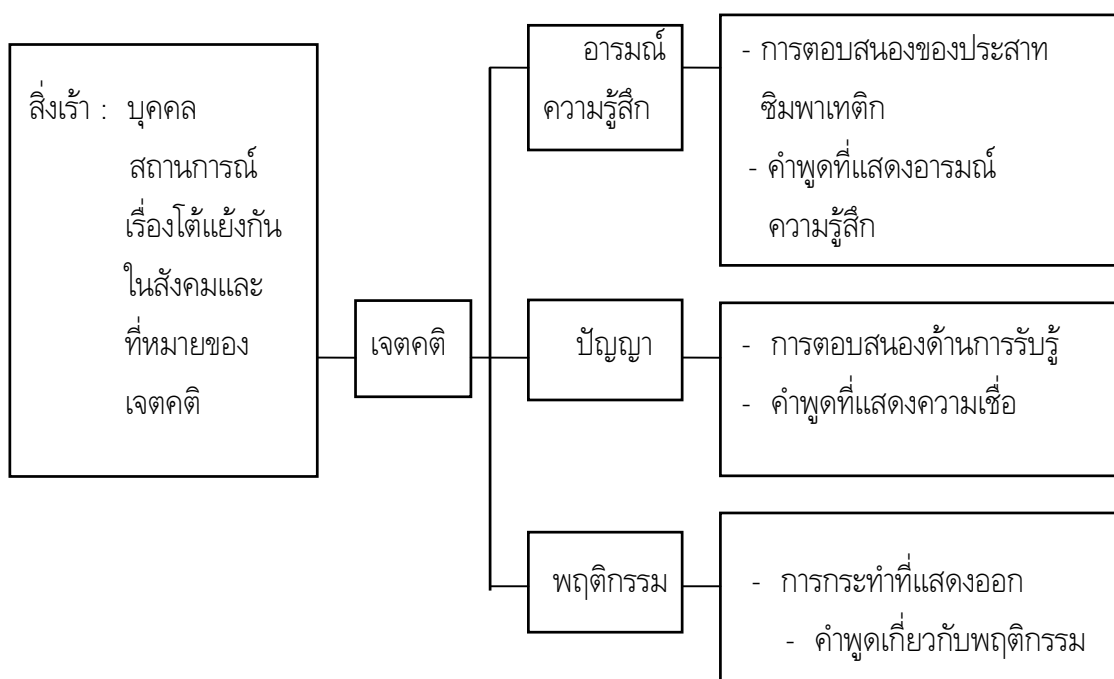 สิ่งเร้า : บุคคล
สถานการณ์
เรื่องโต้แย้งกัน
ในสังคมและ
ที่หมายของ
เจตคติ
เจตคติ
อารมณ์
ความรู้สึก
- การตอบสนองของประสาท
ซิมพาเทติก
- คำพูดที่แสดงอารมณ์
ความรู้สึก
ปัญญา
- การตอบสนองด้านการรับรู้
- คำพูดที่แสดงความเชื่อ
พฤติกรรม
- การกระทำที่แสดงออก
- คำพูดเกี่ยวกับพฤติกรรม